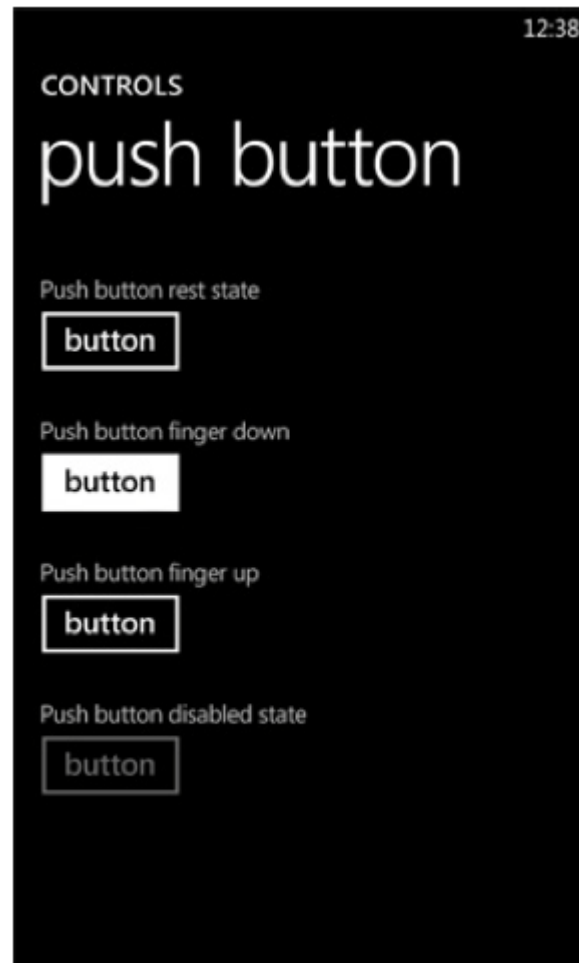 12:38
CONTROLS
push button
Push button rest state
button
Push button finger down
button
Push button finger up
button
Push button disabled state
button